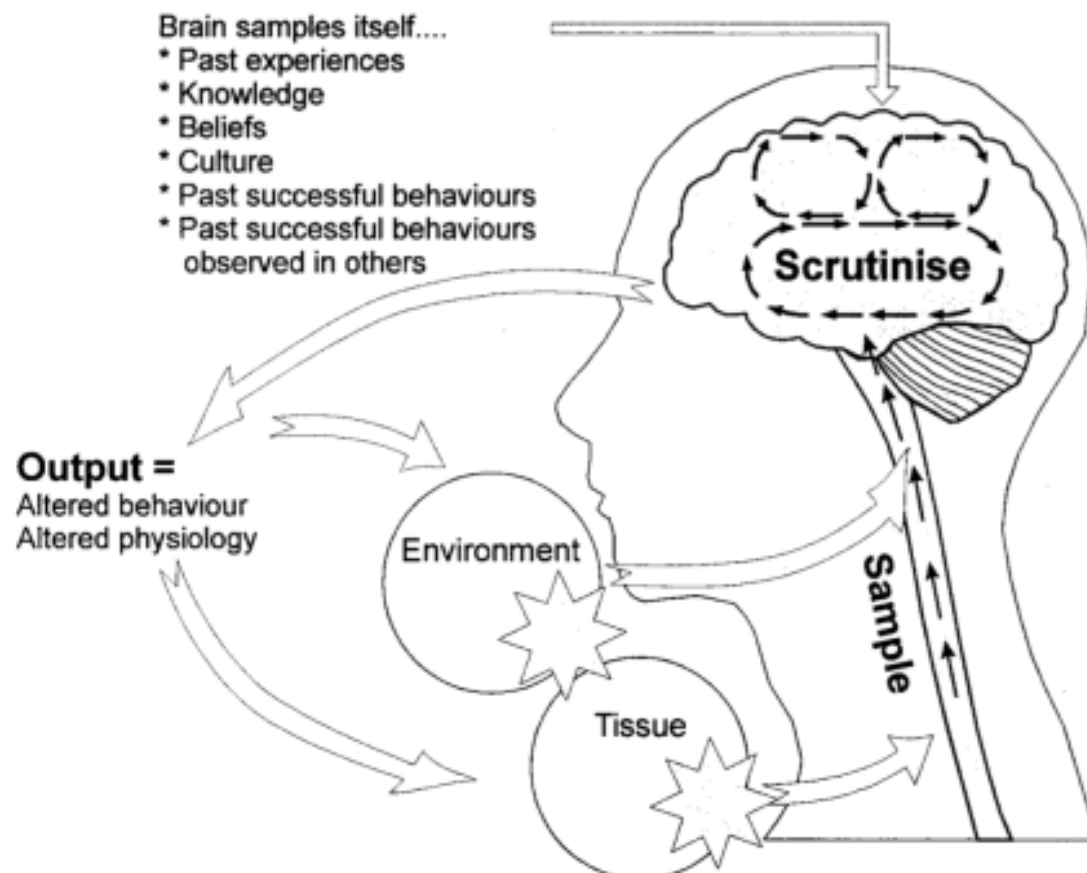 Brain samples itself....
* Past experiences
* Knowledge
* Beliefs
* Culture
* Past successful behaviours
* Past successful behaviours
observed in others
Scrutinise
Output =
Altered behaviour
Altered physiology
Environment
Sample
Tissue